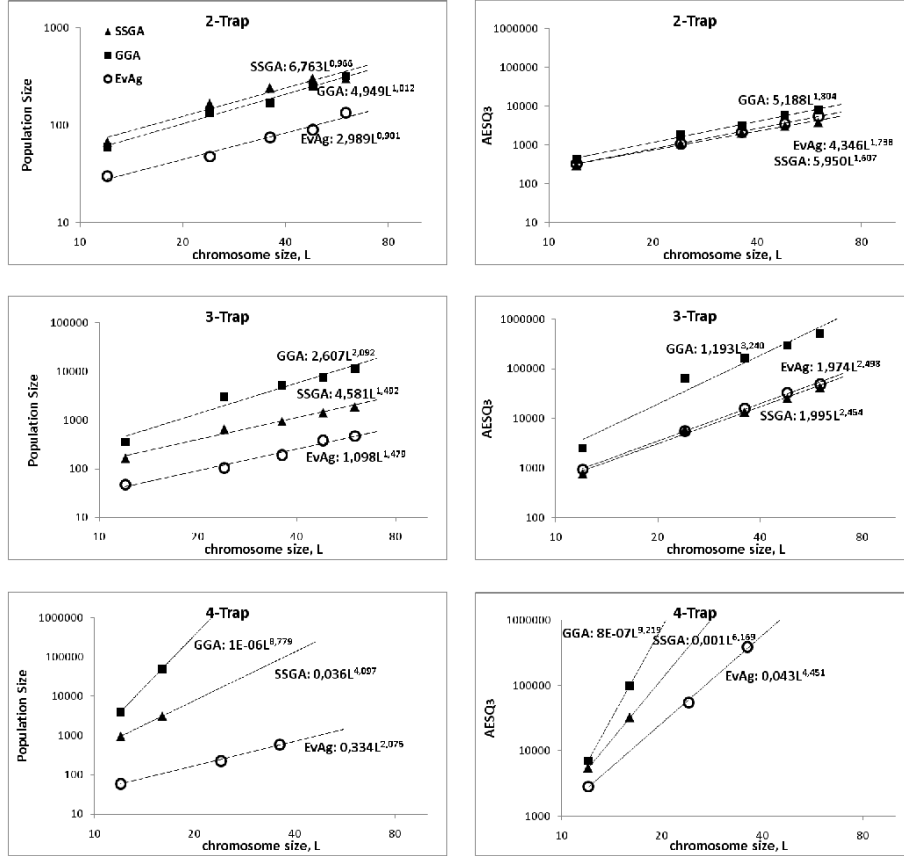 2-Trap
1000
100
10
Population Size
▲ SSGA
■ GGA
○ EvAg
SSGA: 6,763L^0,966
GGA: 4,949L^1,012
EvAg: 2,989L^0,901
10 20 40 80
chromosome size, L
2-Trap
1000000
100000
10000
1000
100
AESQ3
GGA: 5,188L^1,804
EvAg: 4,346L^1,738
SSGA: 5,950L^1,607
10 20 40 80
chromosome size, L
3-Trap
100000
10000
1000
100
10
Population Size
GGA: 2,607L^2,092
SSGA: 4,581L^1,492
EvAg: 1,098L^1,479
10 20 40 80
chromosome size, L
3-Trap
1000000
100000
10000
1000
100
AESQ3
GGA: 1,193L^3,240
EvAg: 1,974L^2,498
SSGA: 1,995L^2,454
10 20 40 80
chromosome size, L
4-Trap
1000000
100000
10000
1000
100
10
Population Size
GGA: 1E-06L^8,779
SSGA: 0,036L^4,097
EvAg: 0,334L^2,075
10 20 40 80
chromosome size, L
4-Trap
1000000
100000
10000
1000
AESQ3
GGA: 8E-07L^9,219
SSGA: 0,001L^6,169
EvAg: 0,043L^4,451
10 20 40 80
chromosome size, L